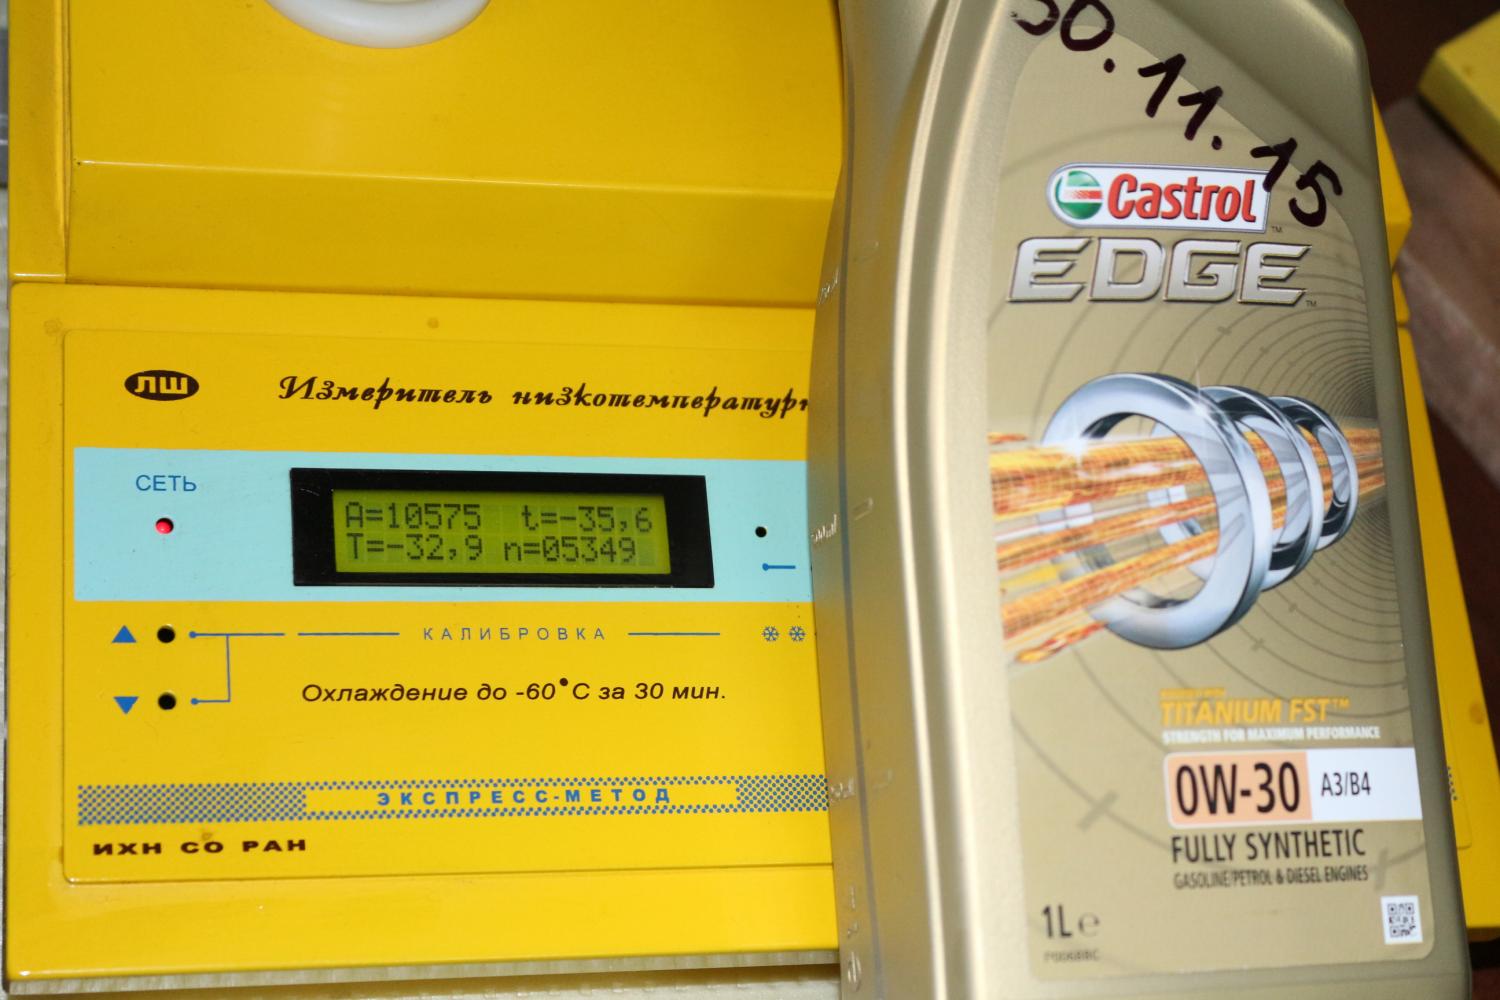 ЛШ
Измеритель низкотемператур
СЕТЬ
A=10575 t=-35,6
T=-32,9 n=05349
КАЛИБРОВКА
Охлаждение до -60°С за 30 мин.
ЭКСПРЕСС-МЕТОД
ИХН СО РАН
30.11.15
Castrol
EDGE
TITANIUM FST™
STRENGTH FOR MAXIMUM PERFORMANCE
0W-30 A3/B4
FULLY SYNTHETIC
GASOLINE/PETROL & DIESEL ENGINES
1L e